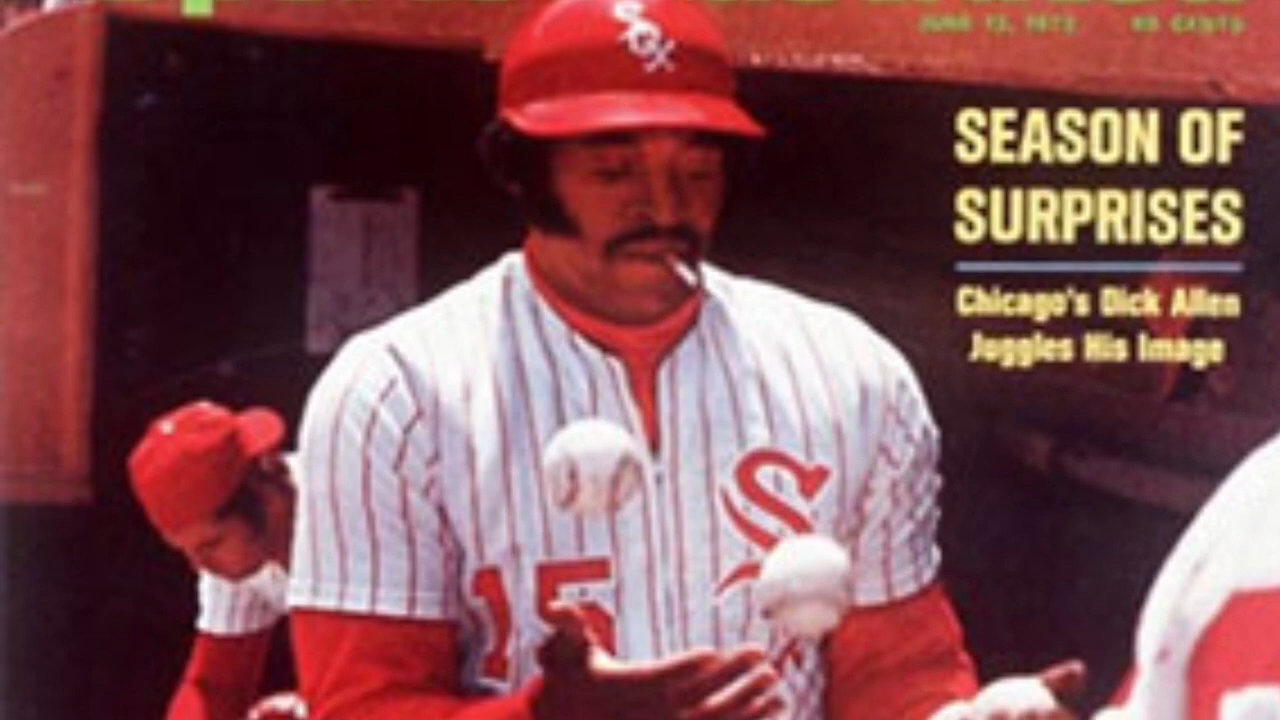 JUNE 12, 1972 60 CENTS
SOX
SEASON OF
SURPRISES
Chicago's Dick Allen
Juggles His Image
S
15